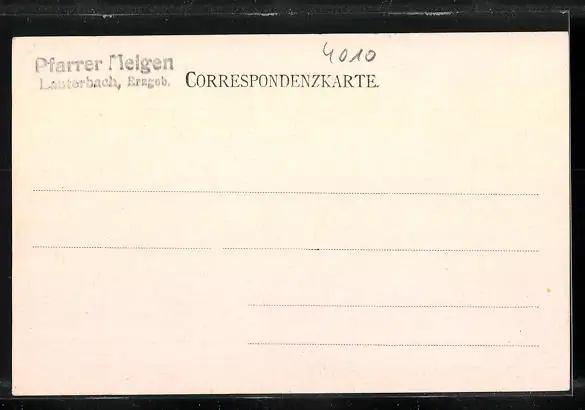 4010
Pfarrer Meigen
Lauterbach, Erzgeb.
CORRESPONDENZKARTE.